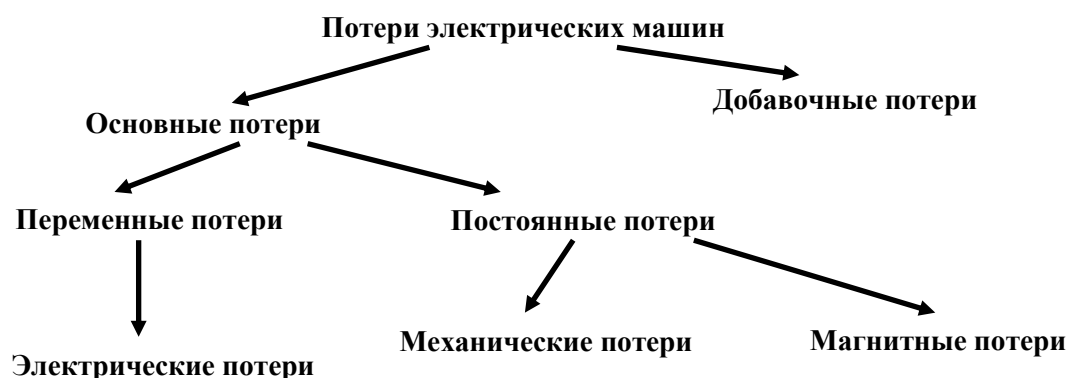 Потери электрических машин
Добавочные потери
Основные потери
Переменные потери
Постоянные потери
Механические потери
Магнитные потери
Электрические потери